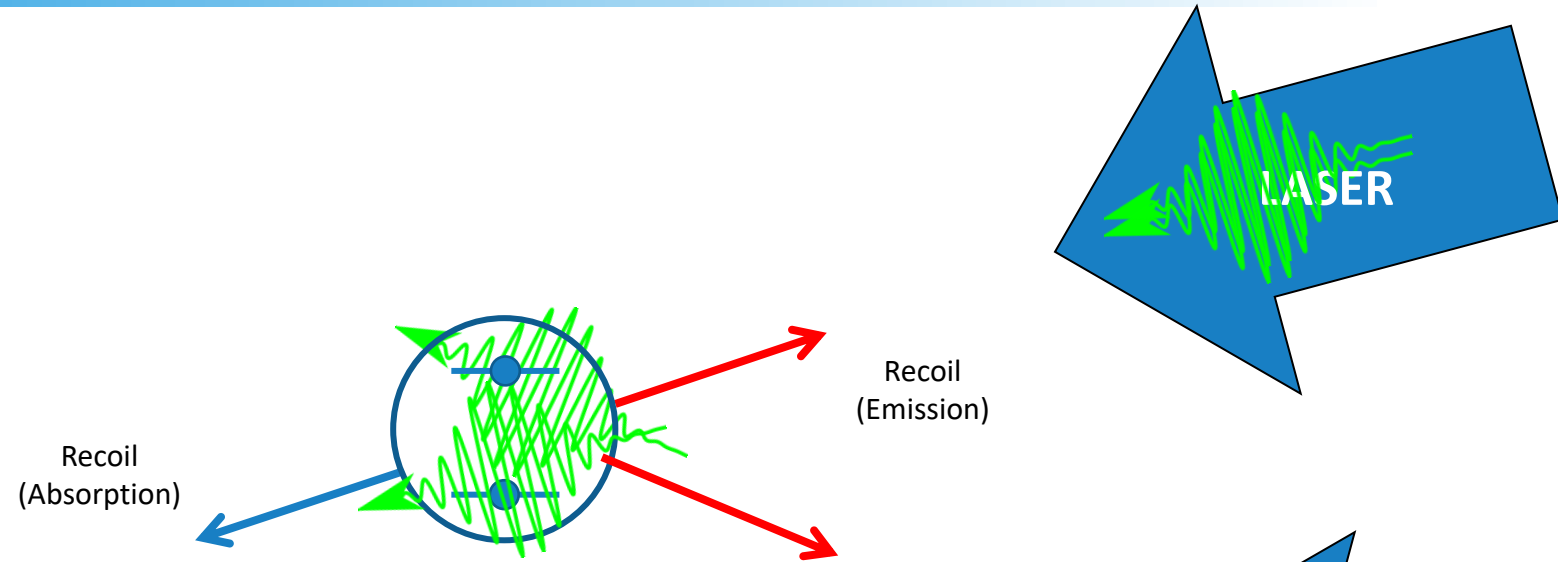 LASER
Recoil
(Emission)
Recoil
(Absorption)